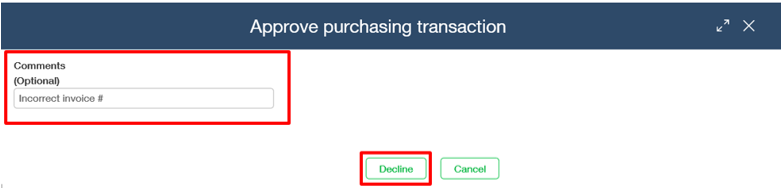 Approve purchasing transaction
Comments
(Optional)
Incorrect invoice #
Decline Cancel